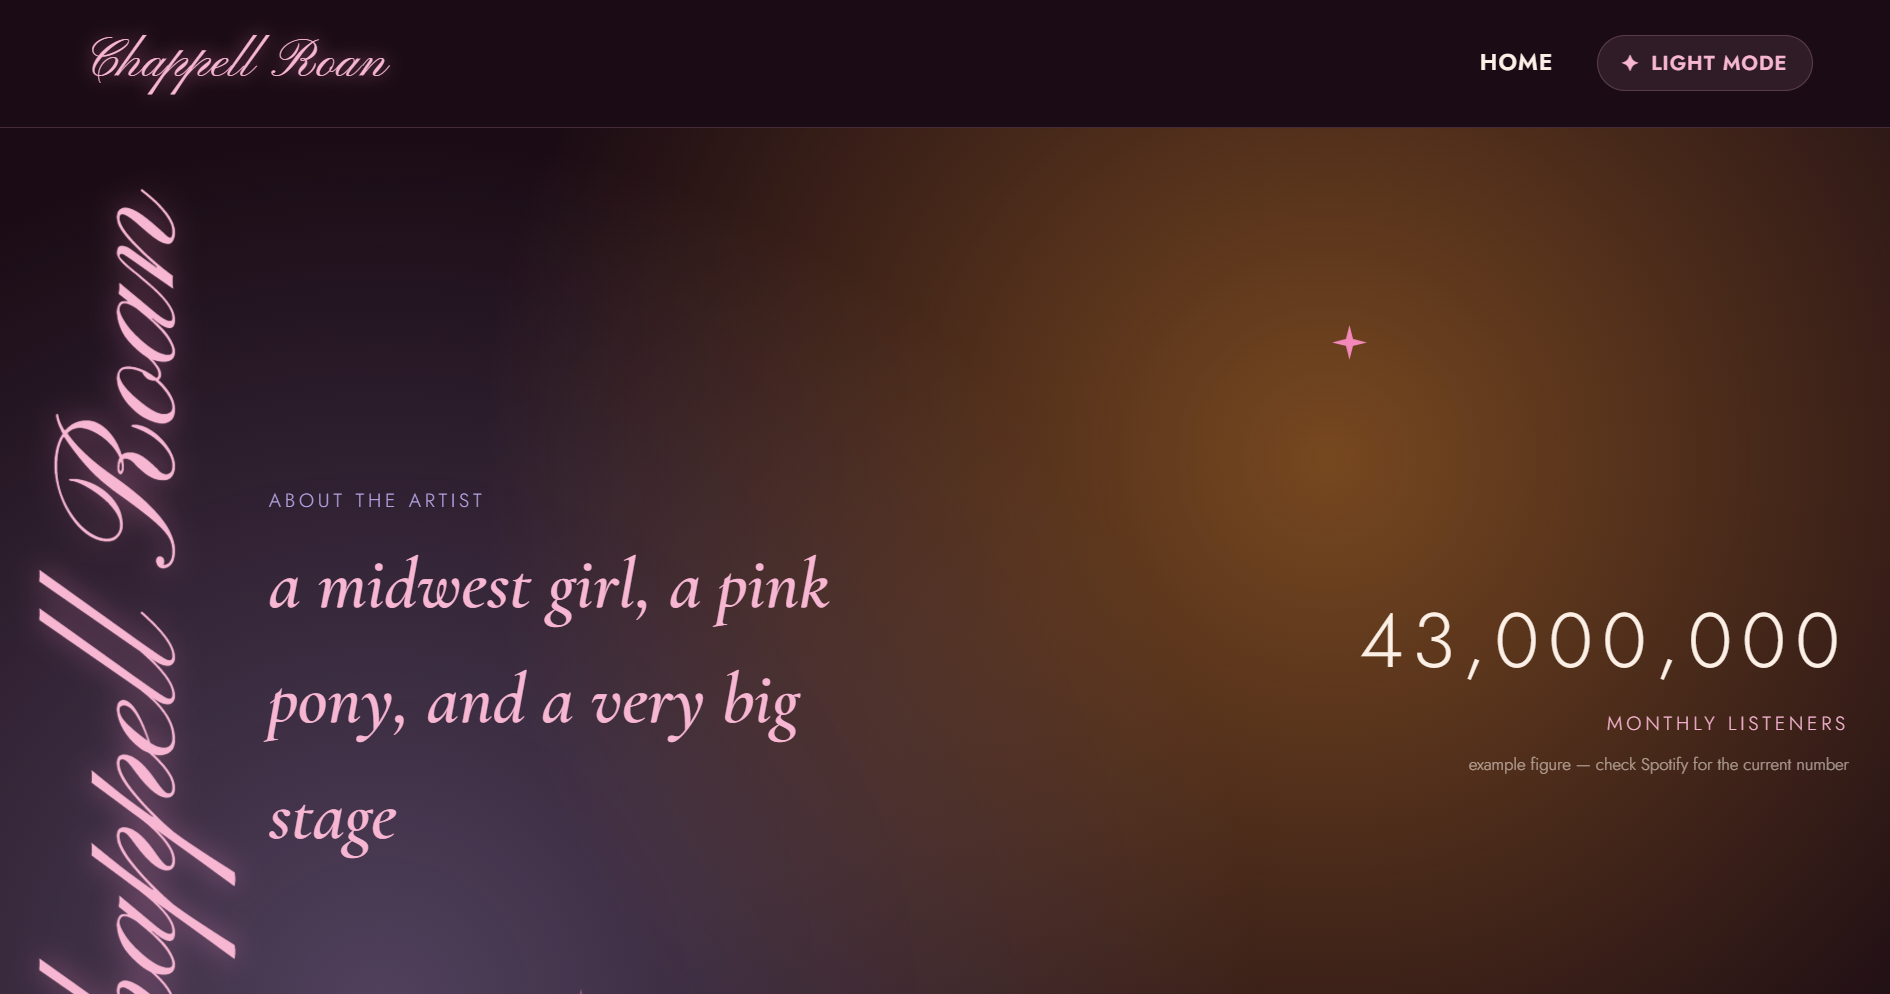 Chappell Roan
HOME
✦ LIGHT MODE
Chappell Roan
ABOUT THE ARTIST
a midwest girl, a pink
pony, and a very big
stage
43,000,000
MONTHLY LISTENERS
example figure — check Spotify for the current number